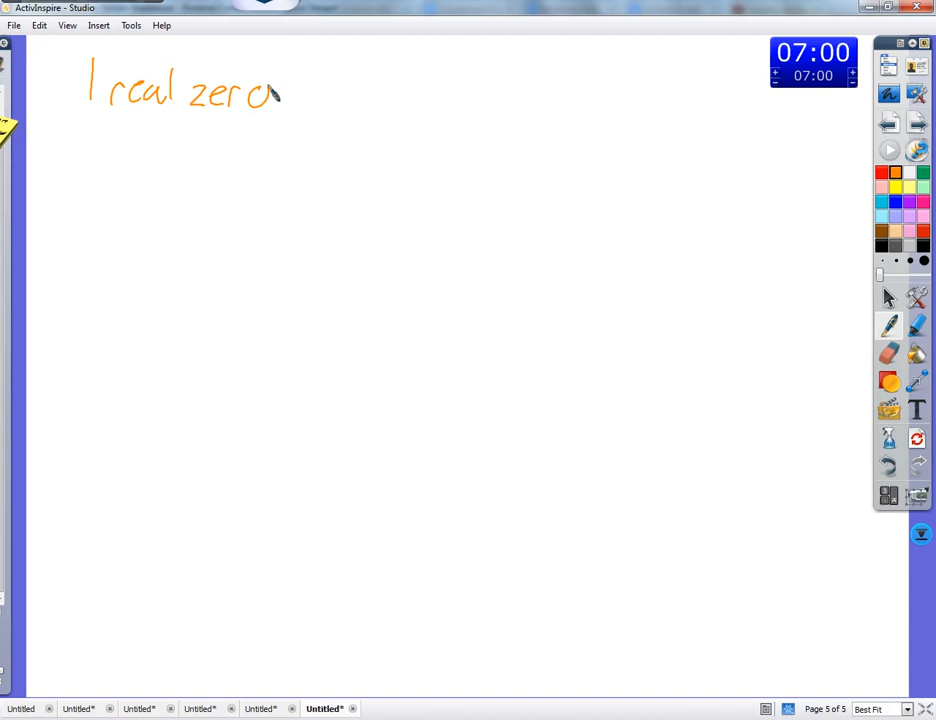 ActivInspire - Studio
File Edit View Insert Tools Help
1 real zero
07:00
07:00
Untitled Untitled* Untitled* Untitled* Untitled* Untitled* Page 5 of 5 Best Fit